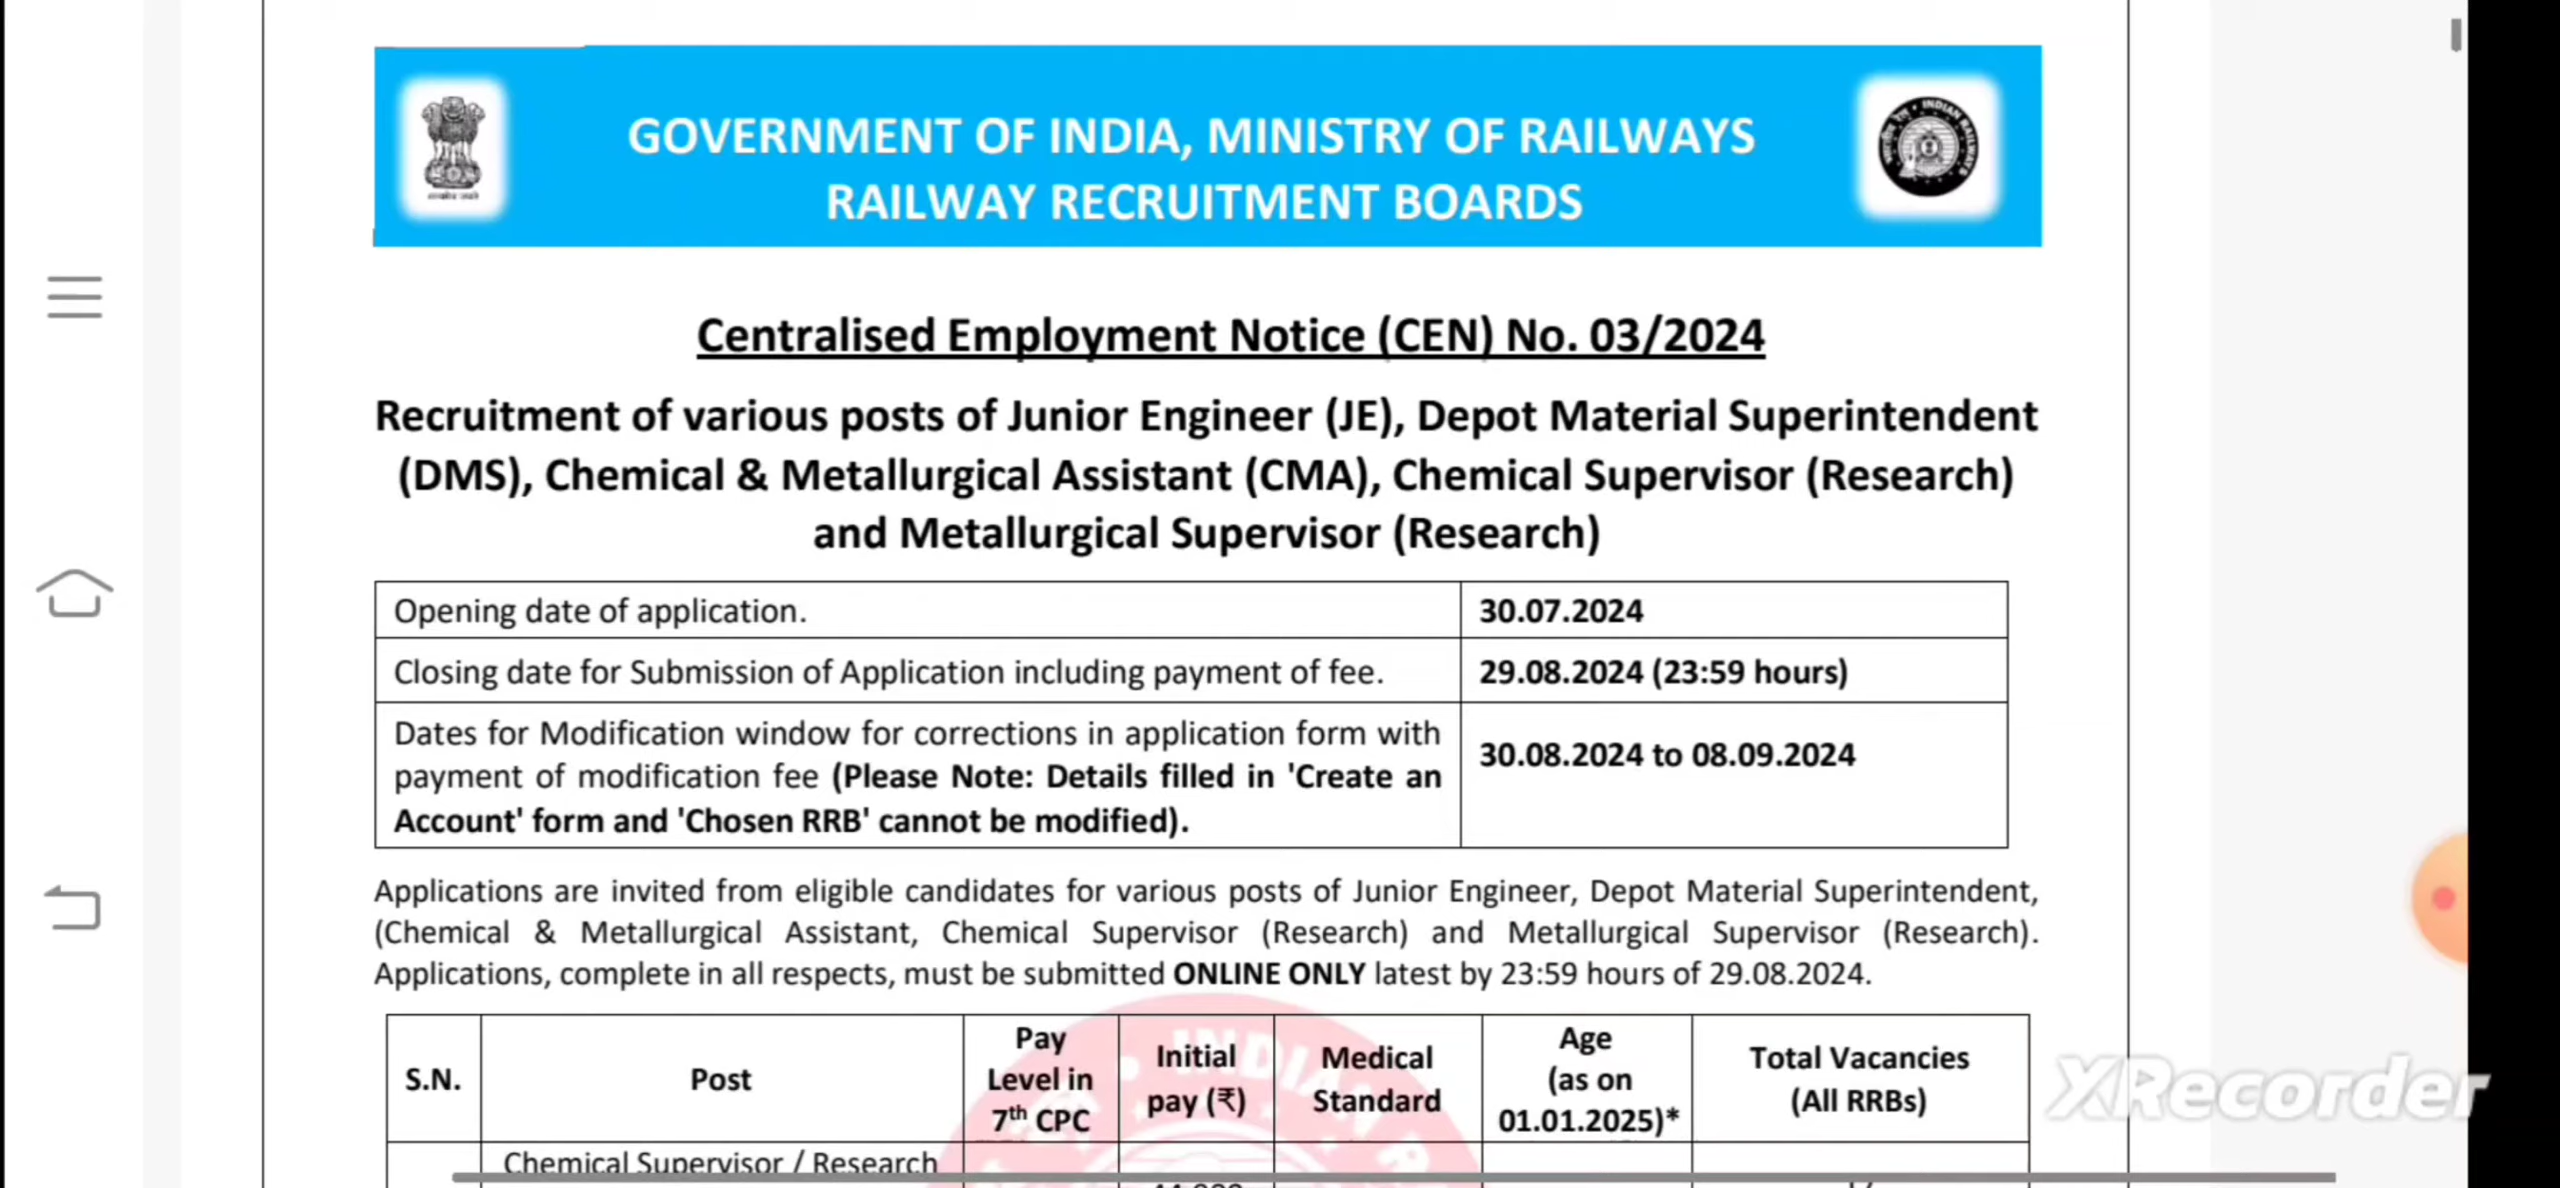 GOVERNMENT OF INDIA, MINISTRY OF RAILWAYS
RAILWAY RECRUITMENT BOARDS
INDIAN RAILWAYS
Centralised Employment Notice (CEN) No. 03/2024
Recruitment of various posts of Junior Engineer (JE), Depot Material Superintendent
(DMS), Chemical & Metallurgical Assistant (CMA), Chemical Supervisor (Research)
and Metallurgical Supervisor (Research)
Opening date of application. 30.07.2024
Closing date for Submission of Application including payment of fee. 29.08.2024 (23:59 hours)
Dates for Modification window for corrections in application form with
payment of modification fee (Please Note: Details filled in 'Create an
Account' form and 'Chosen RRB' cannot be modified).
30.08.2024 to 08.09.2024
Applications are invited from eligible candidates for various posts of Junior Engineer, Depot Material Superintendent,
(Chemical & Metallurgical Assistant, Chemical Supervisor (Research) and Metallurgical Supervisor (Research).
Applications, complete in all respects, must be submitted ONLINE ONLY latest by 23:59 hours of 29.08.2024.
S.N.
Post
Pay
Level in
7th CPC
Initial
pay (₹)
Medical
Standard
Age
(as on
01.01.2025)*
Total Vacancies
(All RRBs)
Chemical Supervisor / Research
INDIAN R
XRecorder